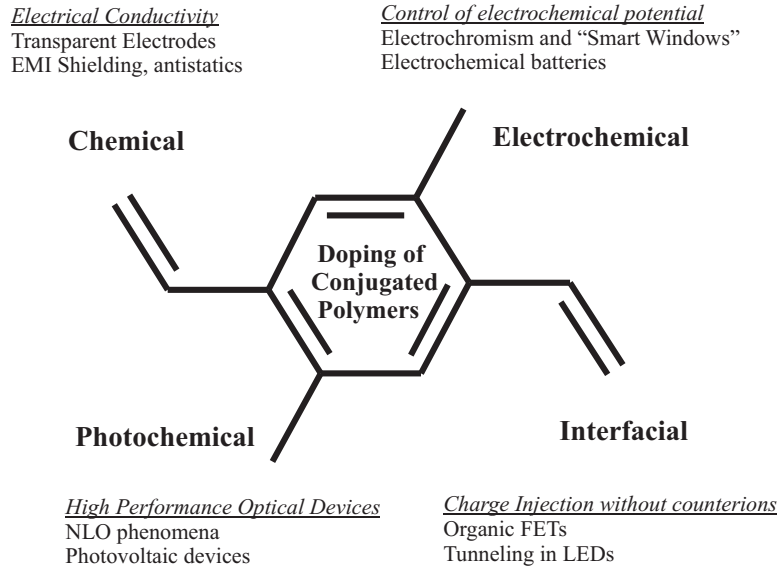 Electrical Conductivity
Transparent Electrodes
EMI Shielding, antistatics
Control of electrochemical potential
Electrochromism and “Smart Windows”
Electrochemical batteries
Chemical
Electrochemical
Doping of
Conjugated
Polymers
Photochemical
Interfacial
High Performance Optical Devices
NLO phenomena
Photovoltaic devices
Charge Injection without counterions
Organic FETs
Tunneling in LEDs